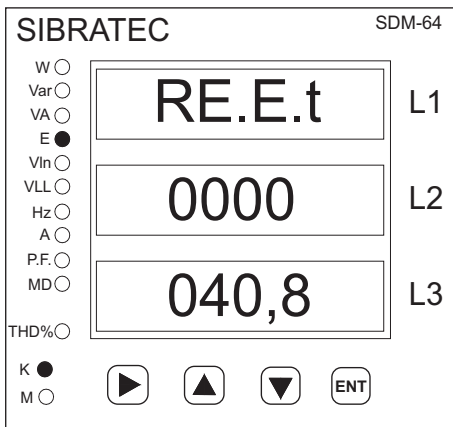 SIBRATEC SDM-64
W
Var
VA
E
Vln
VLL
Hz
A
P.F.
MD
THD%
K
M
RE.E.t L1
0000 L2
040,8 L3
ENT